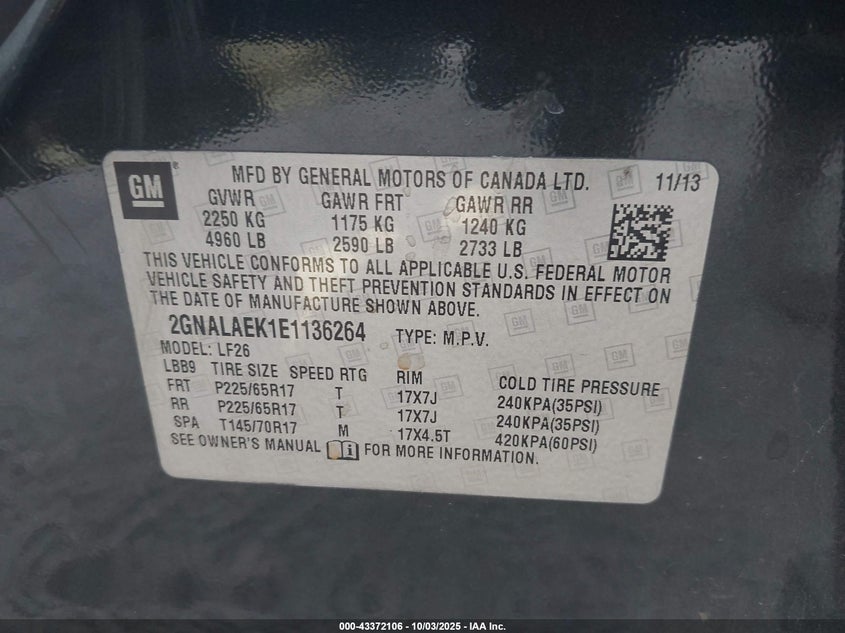 GM
MFD BY GENERAL MOTORS OF CANADA LTD. 11/13
GVWR GAWR FRT GAWR RR
2250 KG 1175 KG 1240 KG
4960 LB 2590 LB 2733 LB
THIS VEHICLE CONFORMS TO ALL APPLICABLE U.S. FEDERAL MOTOR
VEHICLE SAFETY AND THEFT PREVENTION STANDARDS IN EFFECT ON
THE DATE OF MANUFACTURE SHOWN ABOVE.
2GNALAEK1E1136264 TYPE: M.P.V.
MODEL: LF26
LBB9 TIRE SIZE SPEED RTG RIM COLD TIRE PRESSURE
FRT P225/65R17 T 17X7J 240KPA(35PSI)
RR P225/65R17 T 17X7J 240KPA(35PSI)
SPA T145/70R17 M 17X4.5T 420KPA(60PSI)
SEE OWNER'S MANUAL i FOR MORE INFORMATION.
000-43372106 - 10/03/2025 - IAA Inc.